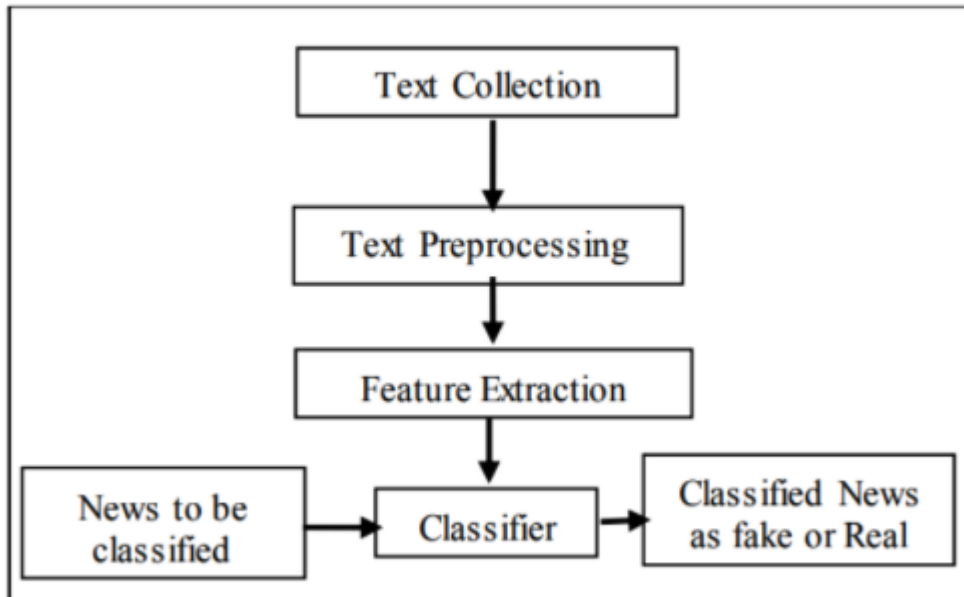 Text Collection
Text Preprocessing
Feature Extraction
News to be
classified
Classifier
Classified News
as fake or Real